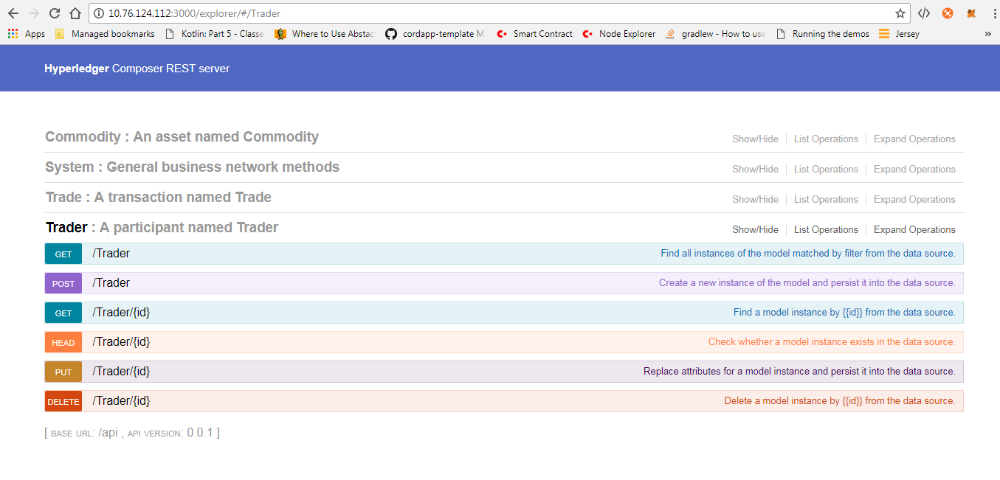 10.76.124.112:3000/explorer/#/Trader
Apps Managed bookmarks Kotlin: Part 5 - Classe Where to Use Abstac cordapp-template Smart Contract Node Explorer gradlew - How to use Running the demos Jersey »
Hyperledger Composer REST server
Commodity : An asset named Commodity Show/Hide List Operations Expand Operations
System : General business network methods Show/Hide List Operations Expand Operations
Trade : A transaction named Trade Show/Hide List Operations Expand Operations
Trader : A participant named Trader Show/Hide List Operations Expand Operations
GET /Trader Find all instances of the model matched by filter from the data source.
POST /Trader Create a new instance of the model and persist it into the data source.
GET /Trader/{id} Find a model instance by {{id}} from the data source.
HEAD /Trader/{id} Check whether a model instance exists in the data source.
PUT /Trader/{id} Replace attributes for a model instance and persist it into the data source.
DELETE /Trader/{id} Delete a model instance by {{id}} from the data source.
[ BASE URL: /api , API VERSION: 0.0.1 ]